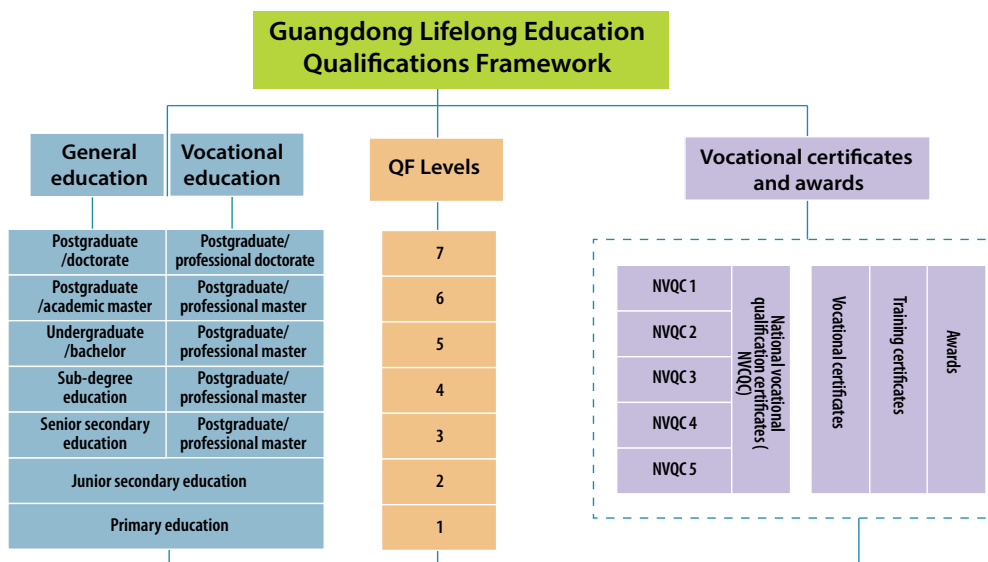 Guangdong Lifelong Education
Qualifications Framework
General
education
Vocational
education
QF Levels
Vocational certificates
and awards
Postgraduate
/doctorate
Postgraduate/
professional doctorate
7
Postgraduate
/academic master
Postgraduate/
professional master
6
Undergraduate
/bachelor
Postgraduate/
professional master
5
Sub-degree
education
Postgraduate/
professional master
4
Senior secondary
education
Postgraduate/
professional master
3
Junior secondary education
2
Primary education
1
NVQC 1
NVQC 2
NVQC 3
NVQC 4
NVQC 5
National vocational
qualification certificates (
NVCQC)
Vocational certificates
Training certificates
Awards